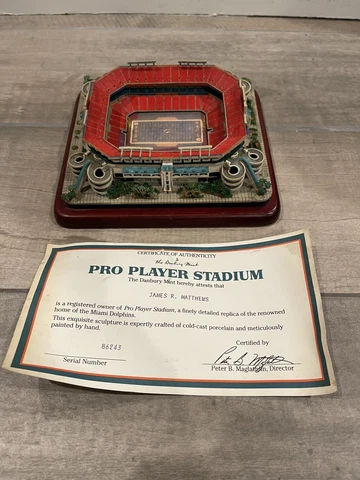 CERTIFICATE OF AUTHENTICITY
by
the Danbury Mint
PRO PLAYER STADIUM
The Danbury Mint hereby attests that
JAMES R. MATTHEWS
is a registered owner of Pro Player Stadium, a finely detailed replica of the renowned
home of the Miami Dolphins.
This exquisite sculpture is expertly crafted of cold-cast porcelain and meticulously
painted by hand.
Certified by
86243
Serial Number
Peter B. Maglathlin, Director